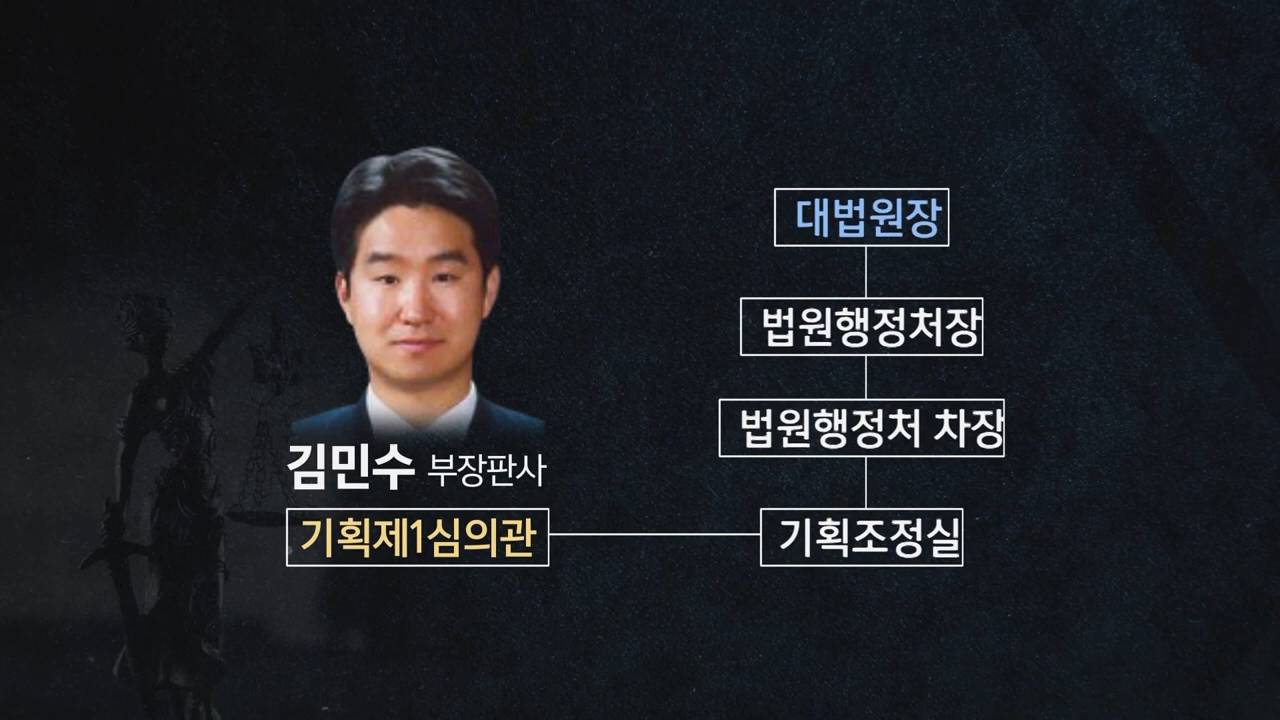 김민수 부장판사
기획제1심의관
대법원장
법원행정처장
법원행정처 차장
기획조정실